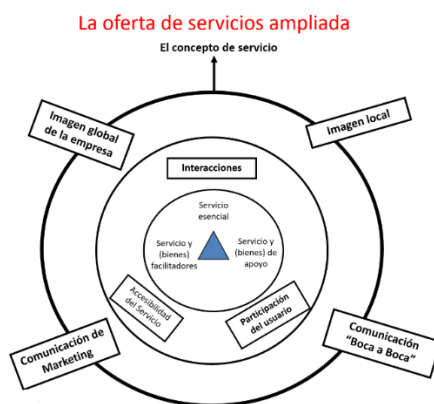 La oferta de servicios ampliada
El concepto de servicio
Imagen global
de la empresa
Imagen local
Interacciones
Servicio
esencial
Servicio y
(bienes)
facilitadores
Servicio y
(bienes) de
apoyo
Accesibilidad
del Servicio
Participación
del usuario
Comunicación de
Marketing
Comunicación
"Boca a Boca"